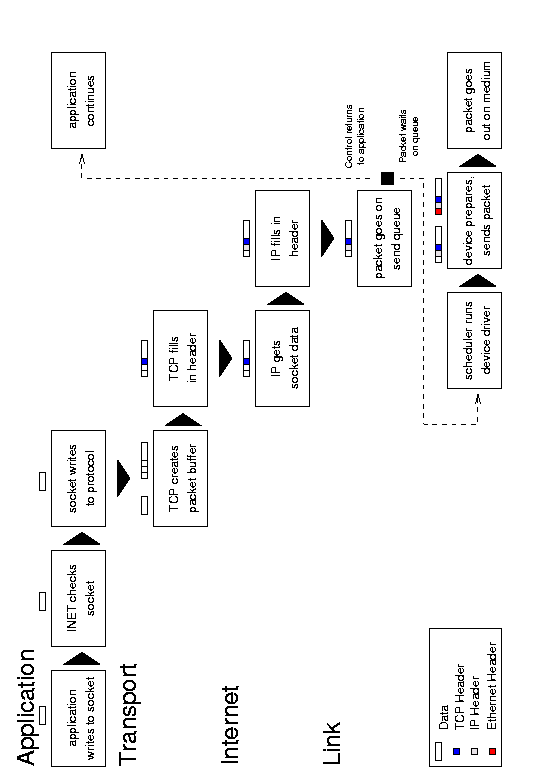 Application
application
writes to socket
INET checks
socket
socket writes
to protocol
application
continues
Transport
TCP creates
packet buffer
TCP fills
in header
Internet
IP gets
socket data
IP fills in
header
Link
packet goes on
send queue
Control returns
to application
Packet waits
on queue
scheduler runs
device driver
device prepares,
sends packet
packet goes
out on medium
Data
TCP Header
IP Header
Ethernet Header